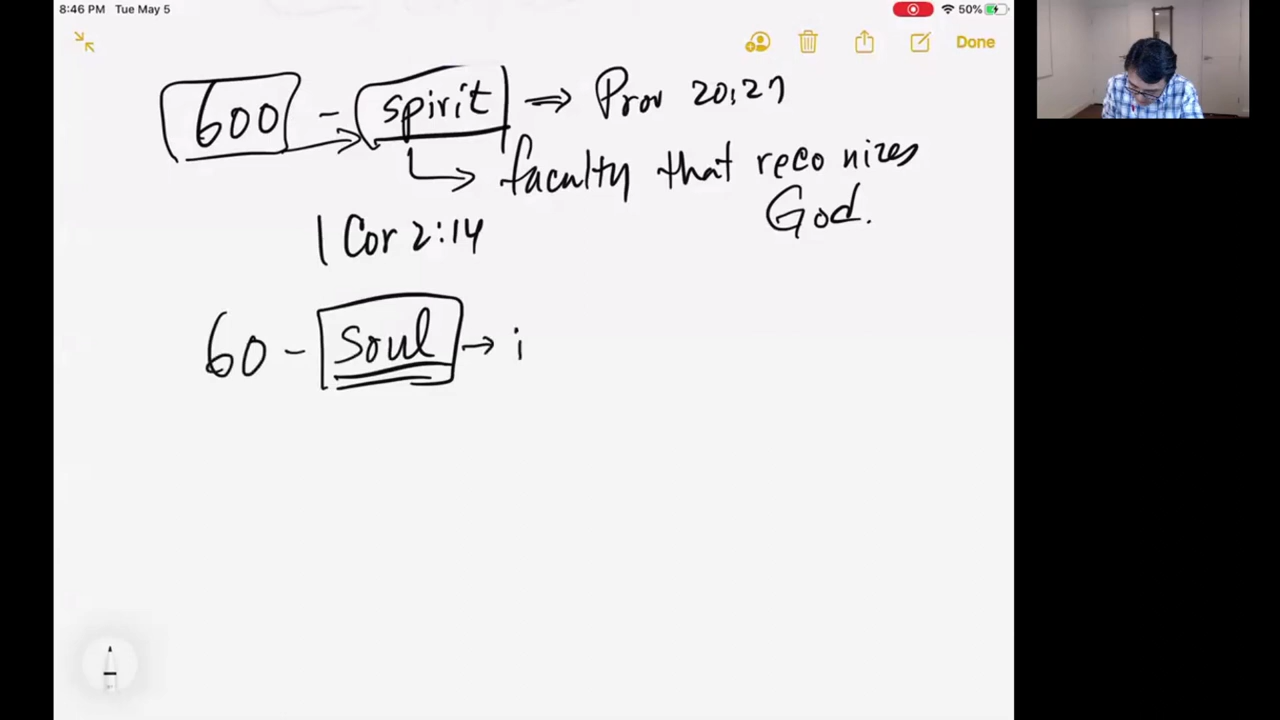 8:46 PM Tue May 5
50%
Done
600 - spirit ⇒ Prov 20:27
faculty that reco nizes
God.
1 Cor 2:14
60 - Soul → i